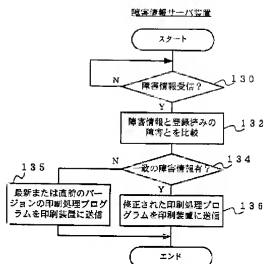 障害情報サーバ装置
スタート
N
障害情報受信?
130
Y
障害情報と登録済みの
障害とを比較
132
135
N
一致の障害情報有?
134
Y
最新または直前のバー
ジョンの印刷処理プログ
ラムを印刷装置に送信
修正された印刷処理プ
ログラムを印刷装置に送信
136
エンド